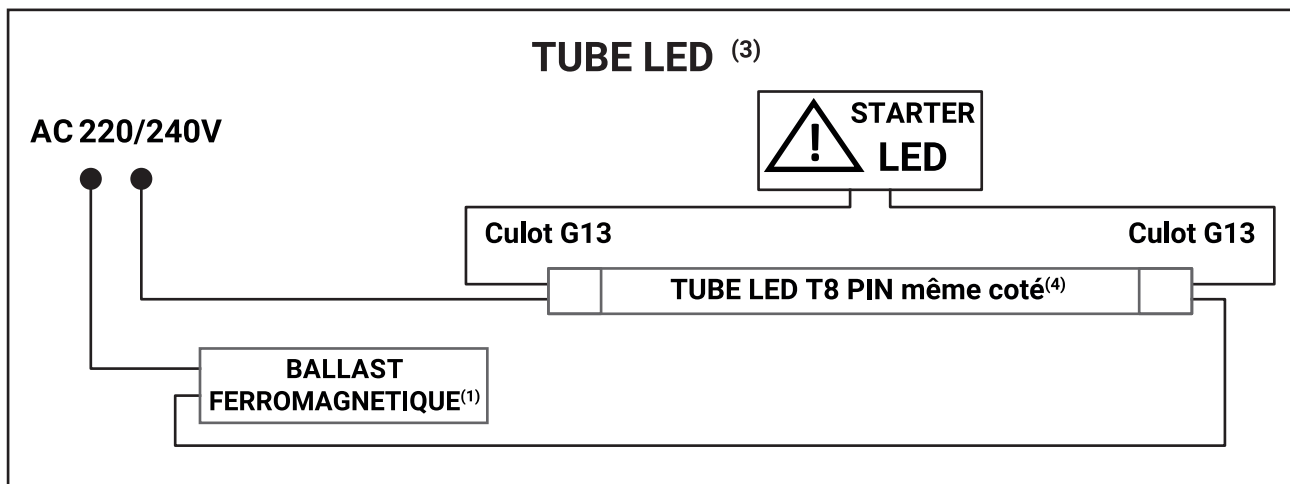 TUBE LED (3)
AC 220/240V
STARTER
LED
Culot G13
Culot G13
TUBE LED T8 PIN même coté(4)
BALLAST
FERROMAGNETIQUE(1)